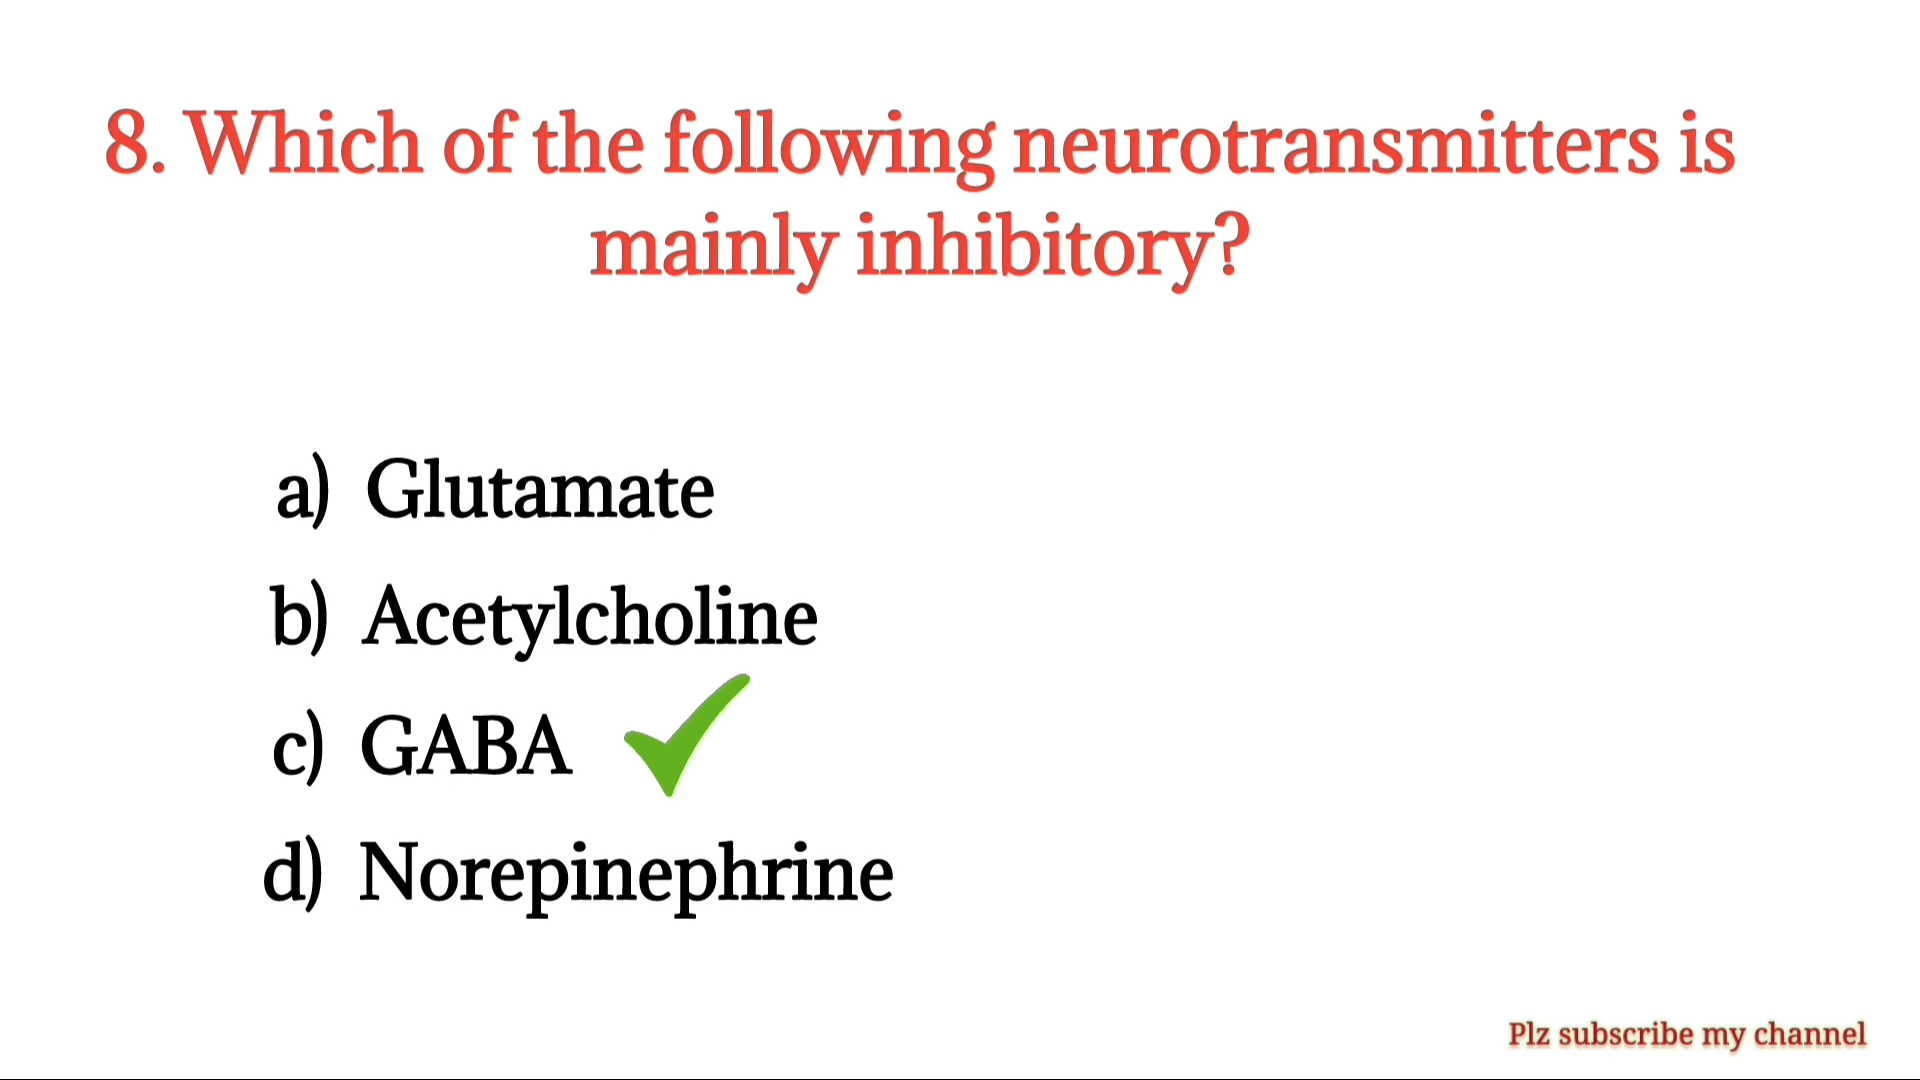 8. Which of the following neurotransmitters is
mainly inhibitory?
a) Glutamate
b) Acetylcholine
c) GABA
d) Norepinephrine
Plz subscribe my channel